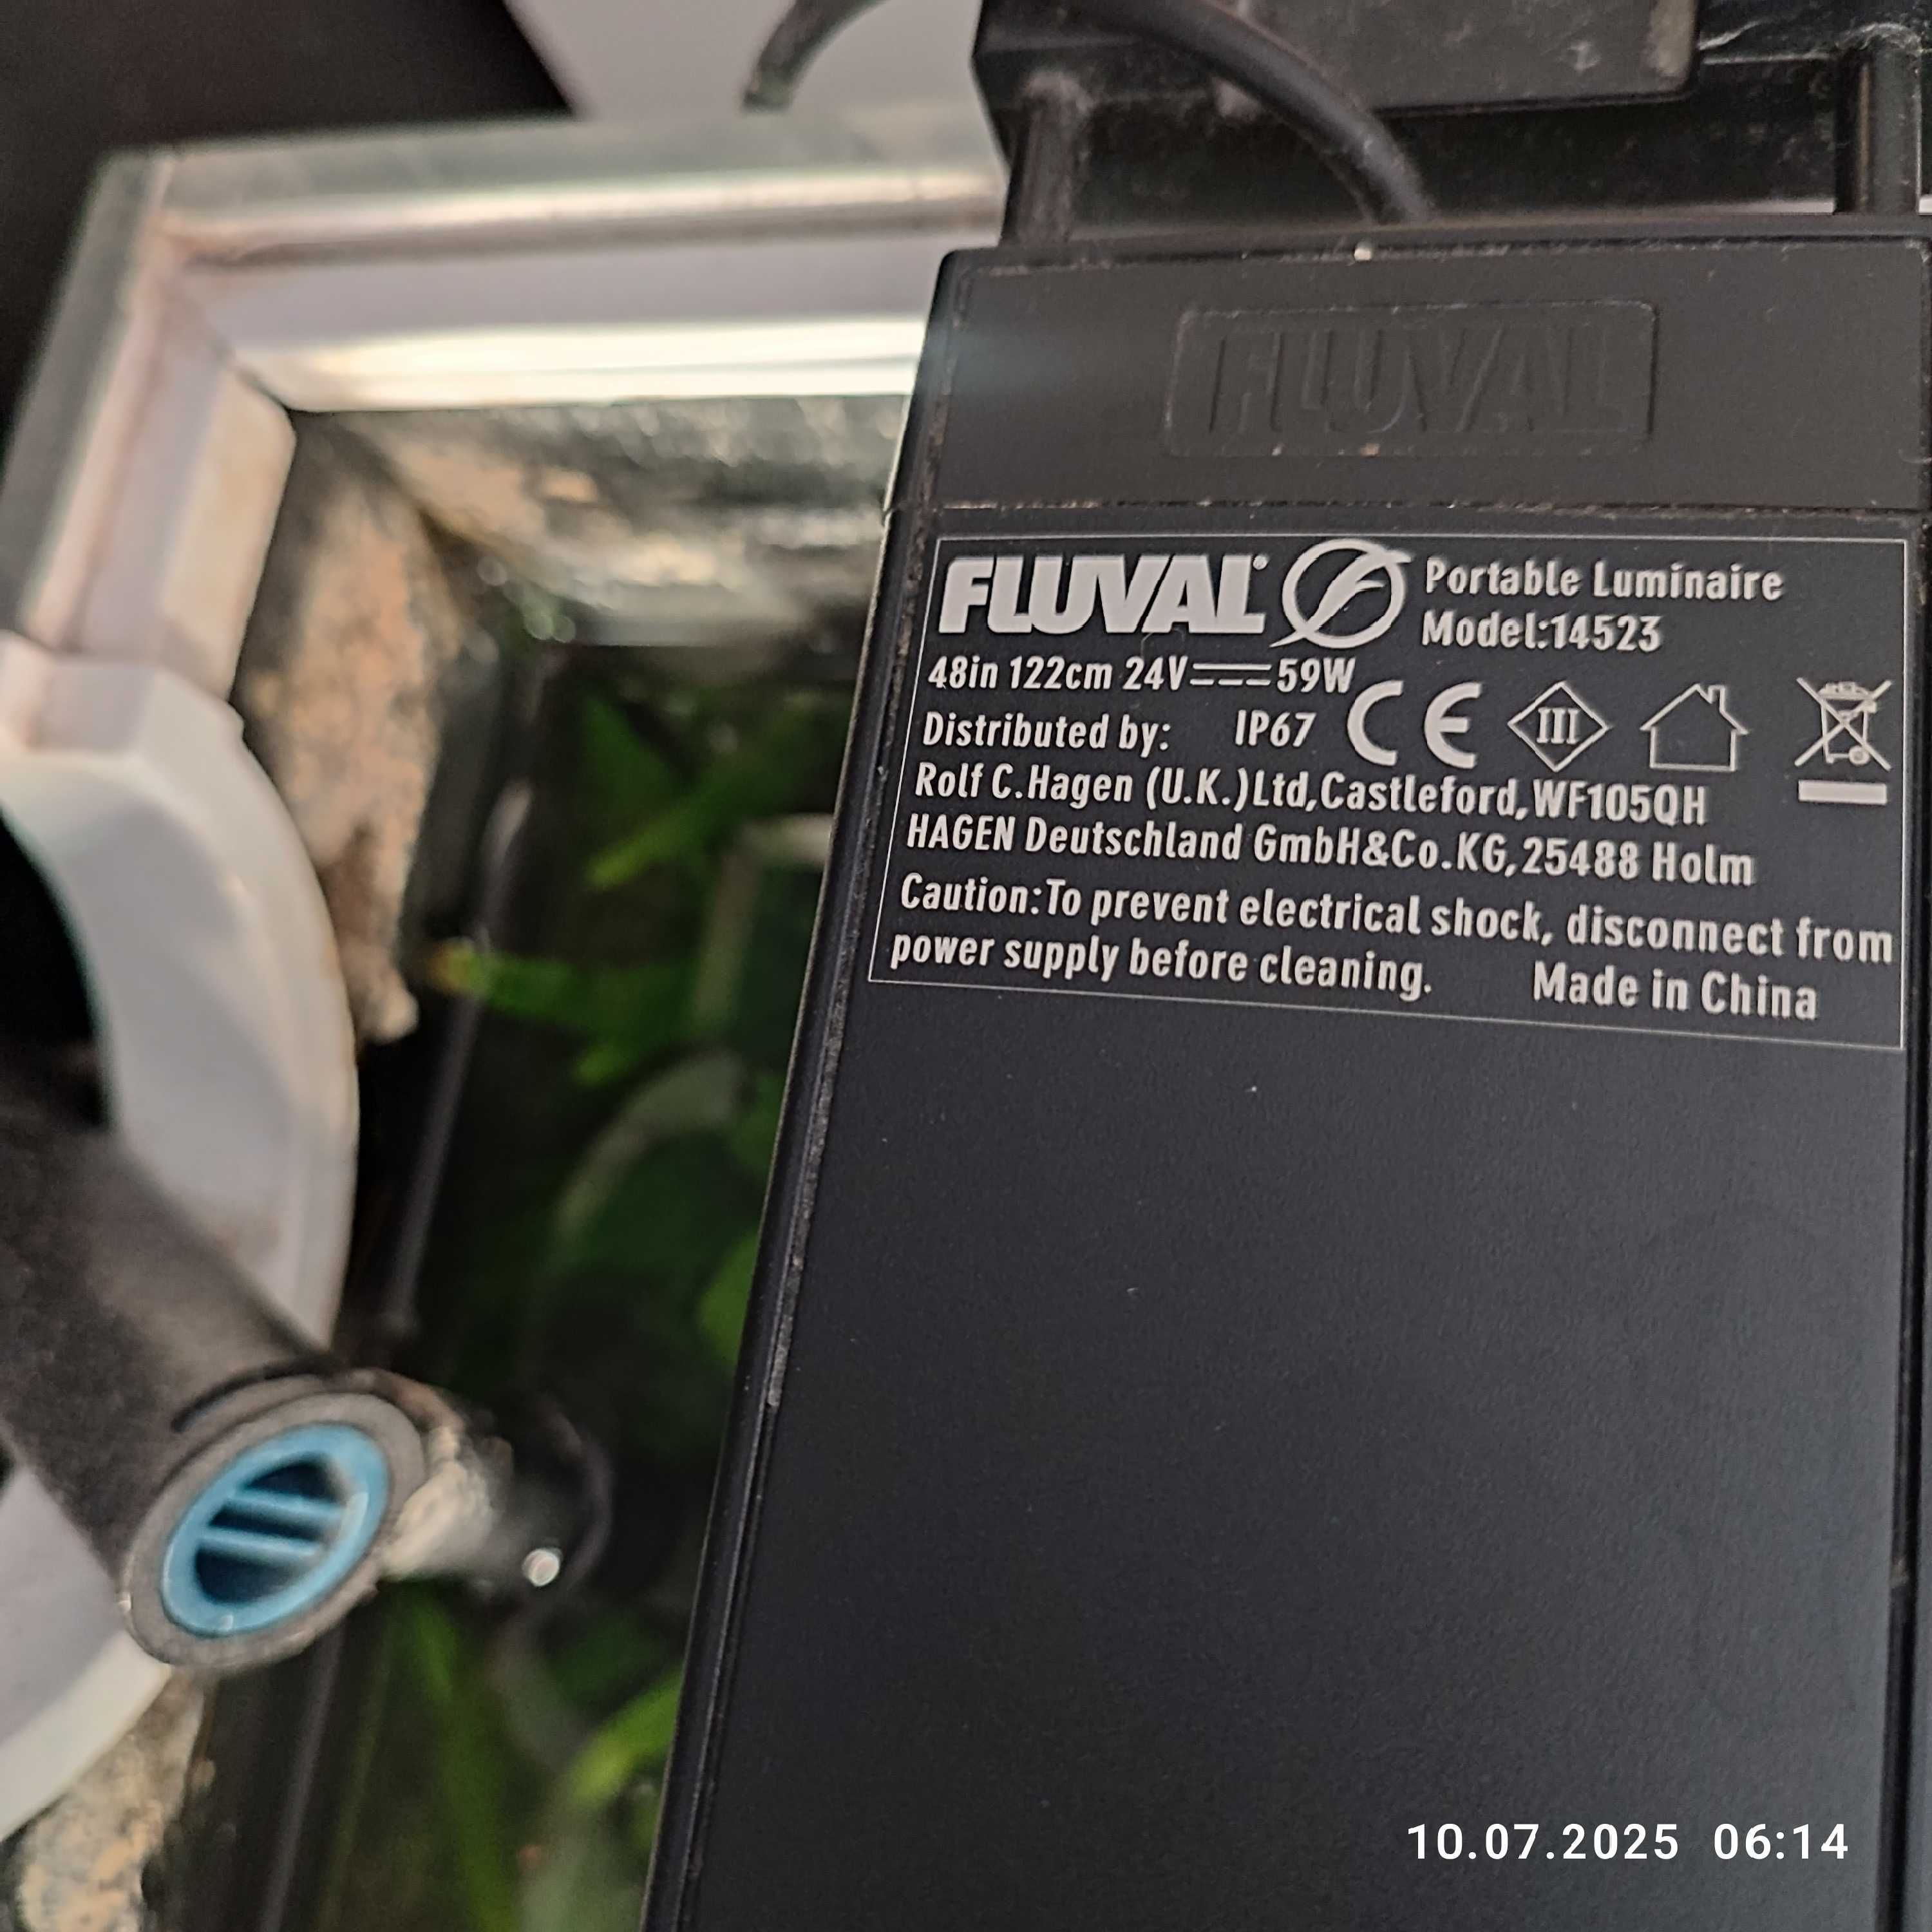 FLUVAL
FLUVAL Portable Luminaire
Model:14523
48in 122cm 24V 59W
Distributed by: IP67 CE III
Rolf C.Hagen (U.K.)Ltd,Castleford,WF105QH
HAGEN Deutschland GmbH&Co.KG,25488 Holm
Caution:To prevent electrical shock, disconnect from
power supply before cleaning. Made in China
10.07.2025 06:14